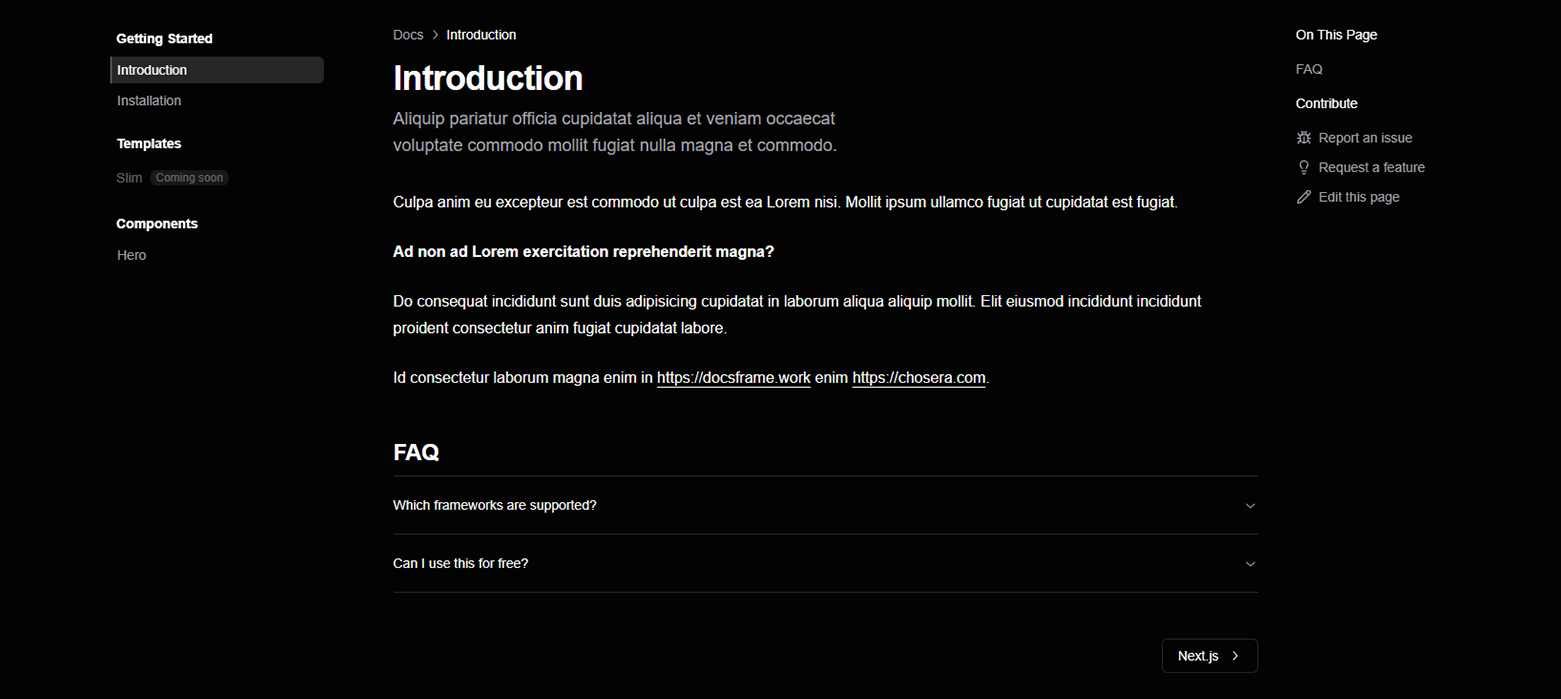 Getting Started
Introduction
Installation
Templates
Slim Coming soon
Components
Hero
Docs > Introduction
Introduction
Aliquip pariatur officia cupidatat aliqua et veniam occaecat
voluptate commodo mollit fugiat nulla magna et commodo.
Culpa anim eu excepteur est commodo ut culpa est ea Lorem nisi. Mollit ipsum ullamco fugiat ut cupidatat est fugiat.
Ad non ad Lorem exercitation reprehenderit magna?
Do consequat incididunt sunt duis adipisicing cupidatat in laborum aliqua aliquip mollit. Elit eiusmod incididunt incididunt
proident consectetur anim fugiat cupidatat labore.
Id consectetur laborum magna enim in https://docsframe.work enim https://chosera.com.
FAQ
Which frameworks are supported?
Can I use this for free?
Next.js
On This Page
FAQ
Contribute
Report an issue
Request a feature
Edit this page